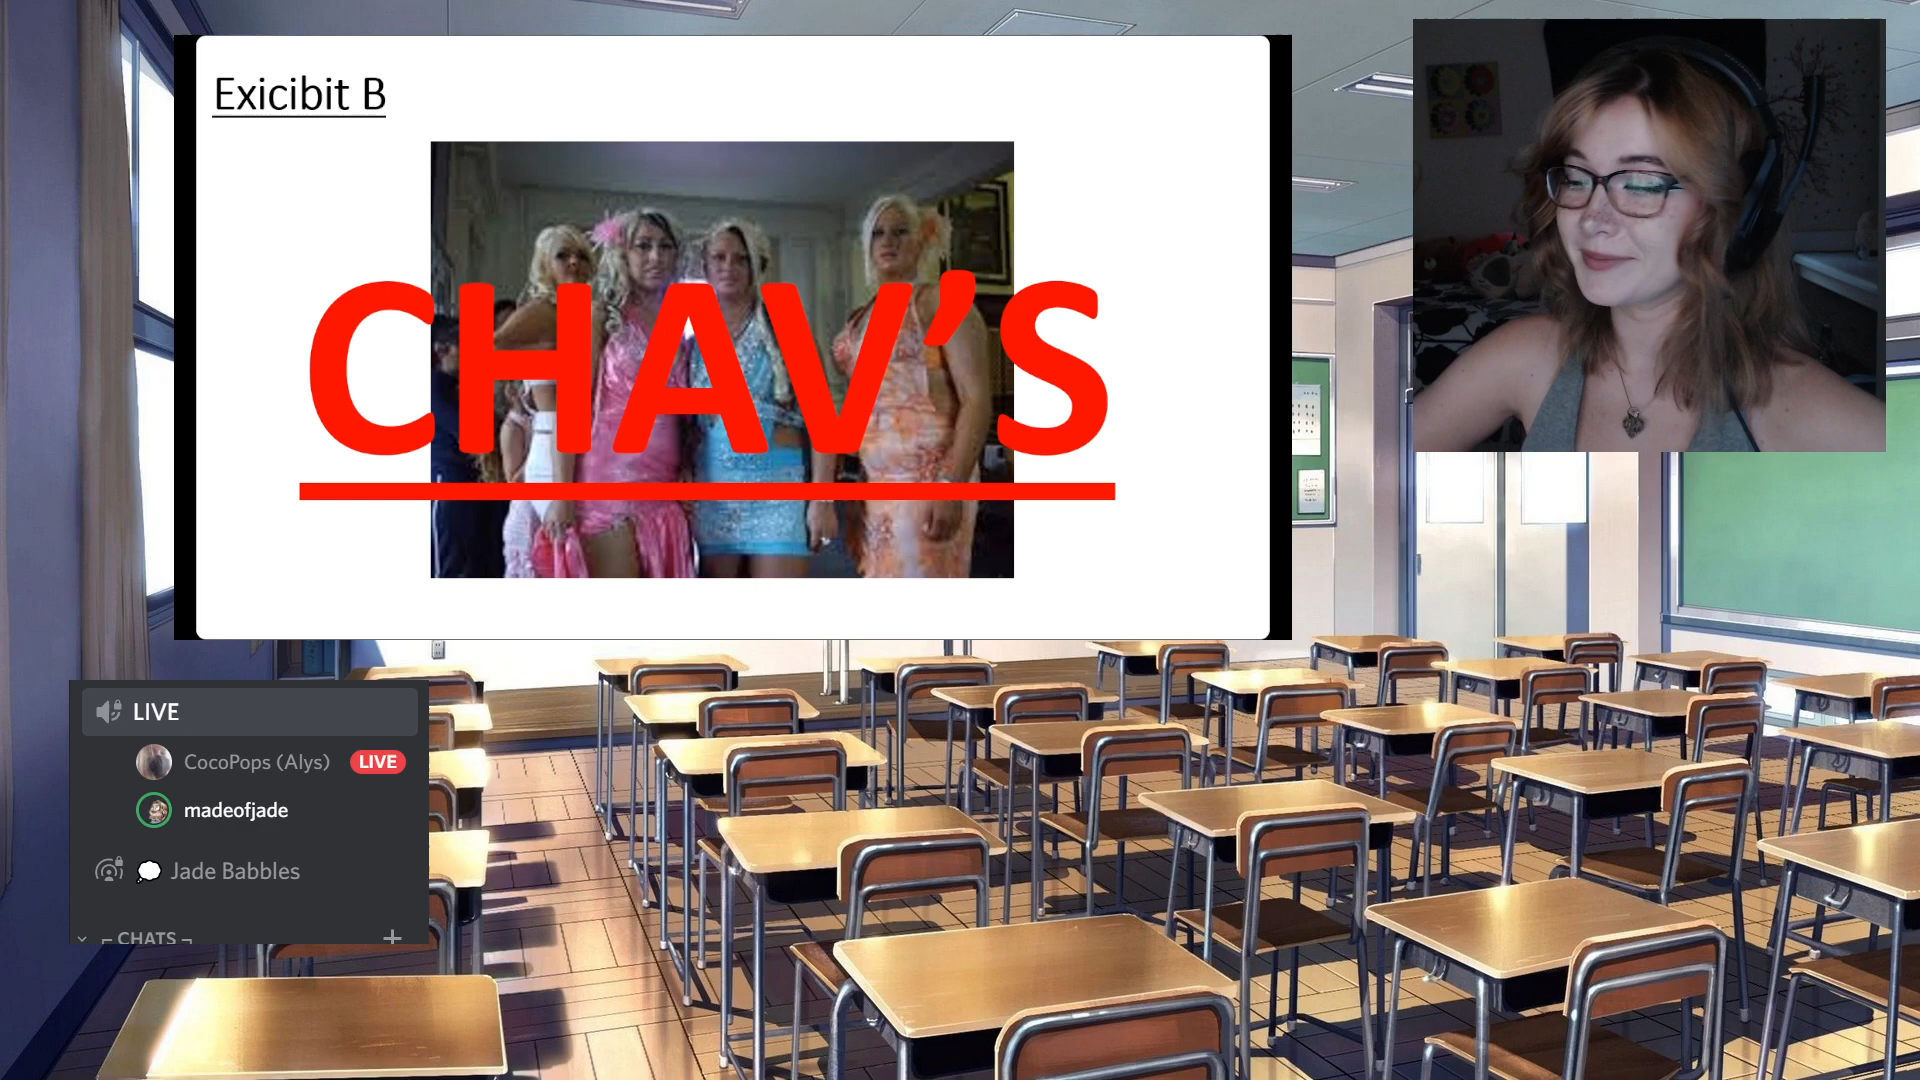 Exicibit B
CHAV'S
LIVE
CocoPops (Alys) LIVE
madeofjade
Jade Babbles
CHATS